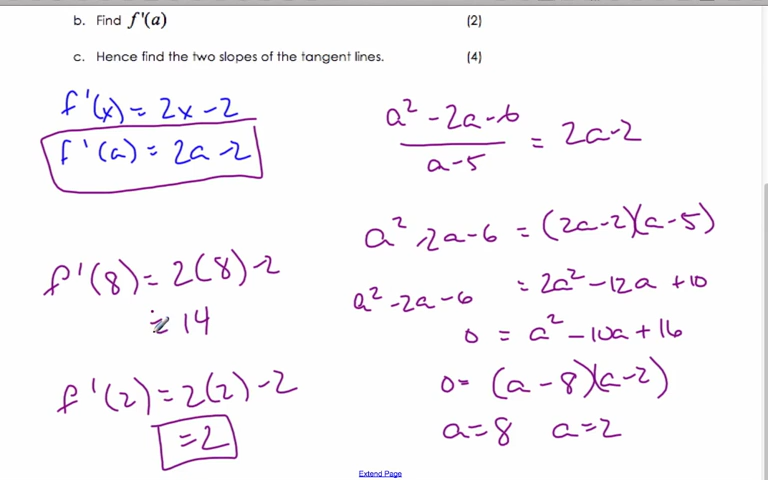 b. Find f'(a) (2)
c. Hence find the two slopes of the tangent lines. (4)
f'(x) = 2x - 2
f'(a) = 2a - 2
f'(8) = 2(8) - 2
= 14
f'(2) = 2(2) - 2
= 2
a² - 2a - 6
a - 5
= 2a - 2
a² 2a - 6 = (2a - 2)(a - 5)
a² - 2a - 6 = 2a² - 12a + 10
0 = a² - 10a + 16
0 = (a - 8)(a - 2)
a = 8 a = 2
Extend Page